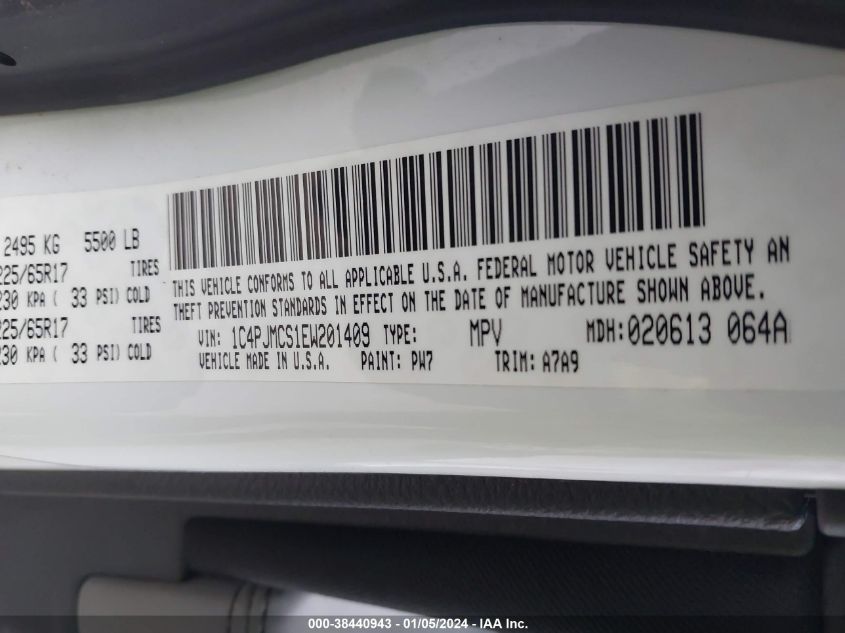 2495 KG 5500 LB
225/65R17 TIRES
230 KPA ( 33 PSI) COLD
225/65R17 TIRES
230 KPA ( 33 PSI) COLD
THIS VEHICLE CONFORMS TO ALL APPLICABLE U.S.A. FEDERAL MOTOR VEHICLE SAFETY AN
THEFT PREVENTION STANDARDS IN EFFECT ON THE DATE OF MANUFACTURE SHOWN ABOVE.
VIN: 1C4PJMCS1EW201409 TYPE: MPV MDH:020613 064A
VEHICLE MADE IN U.S.A. PAINT: PW7 TRIM: A7A9
000-38440943 - 01/05/2024 - IAA Inc.